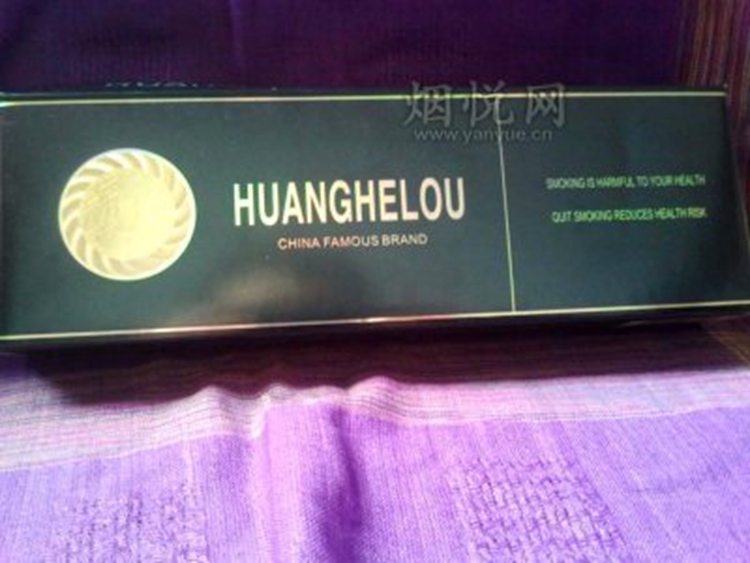 烟悦网
www.yanyue.cn
HUANGHELOU
CHINA FAMOUS BRAND
SMOKING IS HARMFUL TO YOUR HEALTH
QUIT SMOKING REDUCES HEALTH RISK